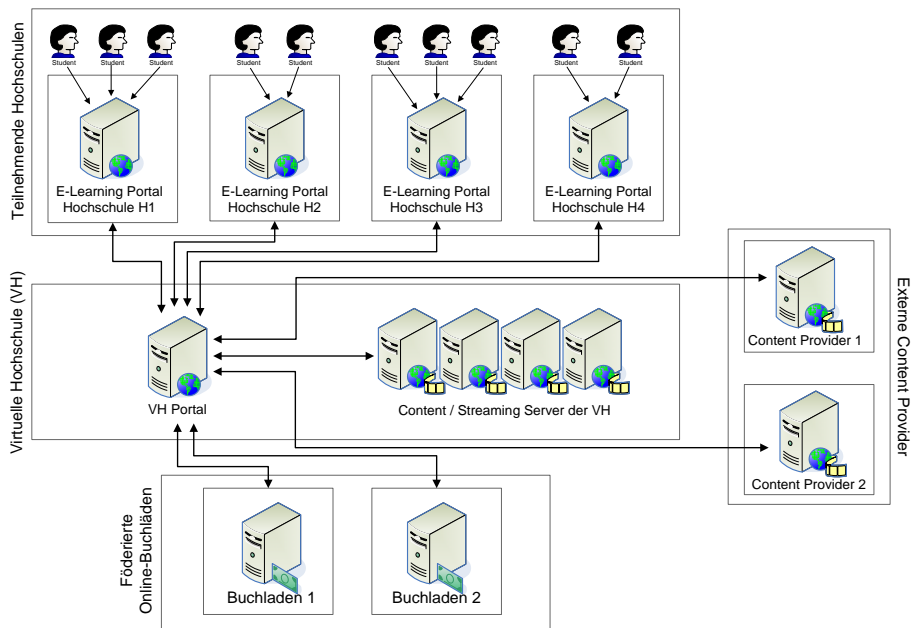 Teilnehmende Hochschulen
Student
Student
Student
Student
Student
Student
Student
Student
Student
Student
E-Learning Portal
Hochschule H1
E-Learning Portal
Hochschule H2
E-Learning Portal
Hochschule H3
E-Learning Portal
Hochschule H4
Virtuelle Hochschule (VH)
VH Portal
Content / Streaming Server der VH
Externe Content Provider
Content Provider 1
Content Provider 2
Föderierte
Online-Buchläden
Buchladen 1
Buchladen 2